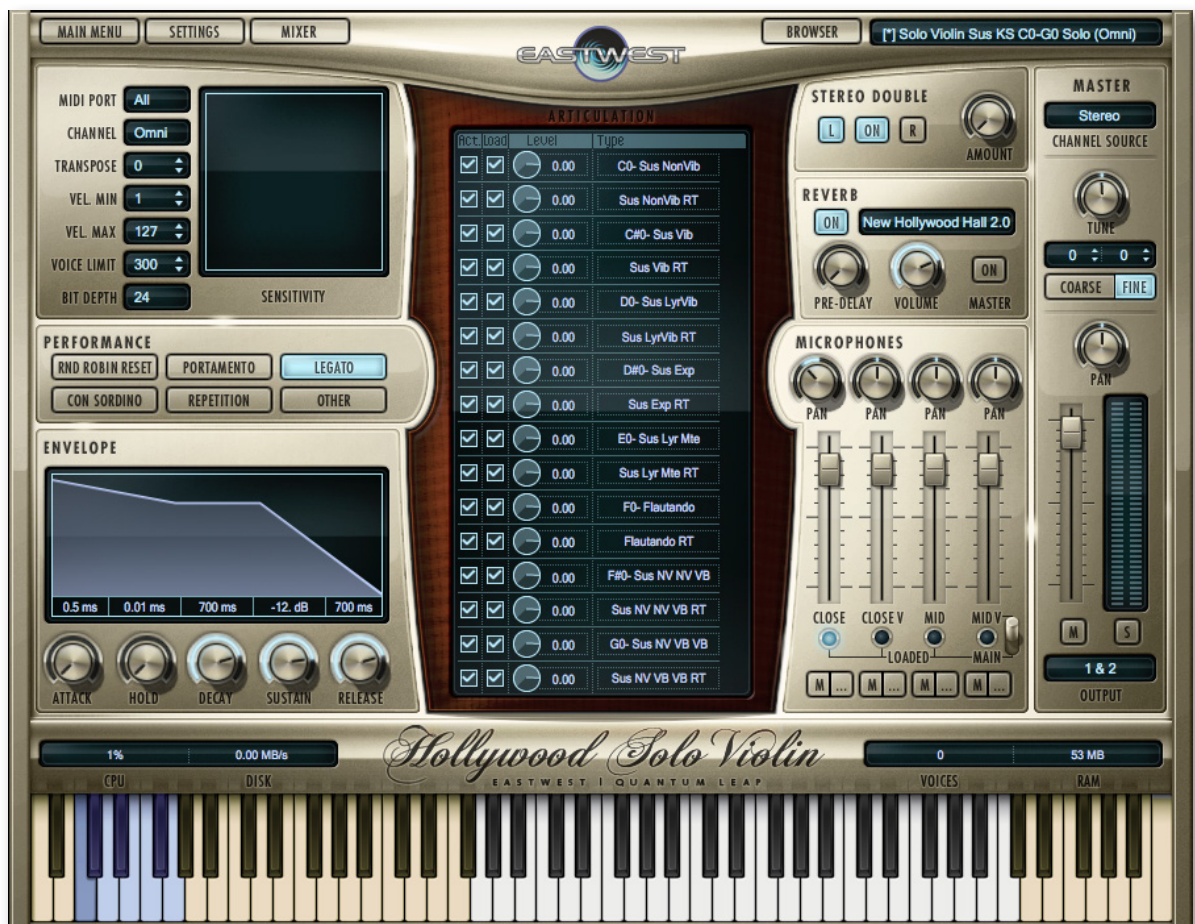 MAIN MENU
SETTINGS
MIXER
EASTWEST
BROWSER
[*] Solo Violin Sus KS C0-G0 Solo (Omni)
MIDI PORT All
CHANNEL Omni
TRANSPOSE 0
VEL. MIN 1
VEL. MAX 127
VOICE LIMIT 300
BIT DEPTH 24
SENSITIVITY
PERFORMANCE
RND ROBIN RESET PORTAMENTO LEGATO
CON SORDINO REPETITION OTHER
ENVELOPE
0.5 ms 0.01 ms 700 ms -12. dB 700 ms
ATTACK HOLD DECAY SUSTAIN RELEASE
ARTICULATION
Act. Load Level Type
0.00 C0- Sus NonVib
0.00 Sus NonVib RT
0.00 C#0- Sus Vib
0.00 Sus Vib RT
0.00 D0- Sus LyrVib
0.00 Sus LyrVib RT
0.00 D#0- Sus Exp
0.00 Sus Exp RT
0.00 E0- Sus Lyr Mte
0.00 Sus Lyr Mte RT
0.00 F0- Flautando
0.00 Flautando RT
0.00 F#0- Sus NV NV VB
0.00 Sus NV NV VB RT
0.00 G0- Sus NV VB VB
0.00 Sus NV VB VB RT
STEREO DOUBLE
L ON R
AMOUNT
REVERB
ON New Hollywood Hall 2.0
ON
PRE-DELAY VOLUME MASTER
MICROPHONES
PAN PAN PAN PAN
CLOSE CLOSE V MID MID V
LOADED MAIN
M ... M ... M ... M ...
MASTER
Stereo
CHANNEL SOURCE
TUNE
0 0
COARSE FINE
PAN
M S
1 & 2
OUTPUT
1% 0.00 MB/s
CPU DISK
Hollywood Solo Violin
EASTWEST | QUANTUM LEAP
0 53 MB
VOICES RAM